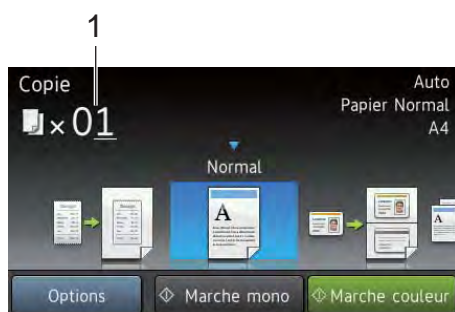 1
Copie
Auto
Papier Normal
A4
× 01
Normal
A
A
Options
Marche mono
Marche couleur